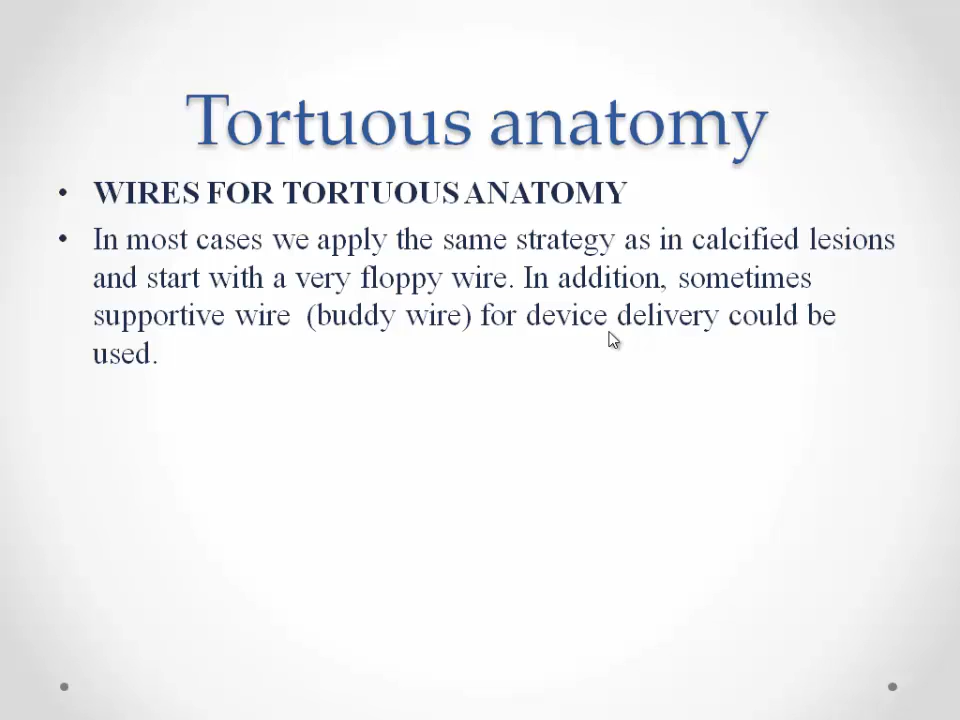 Tortuous anatomy
• WIRES FOR TORTUOUS ANATOMY
• In most cases we apply the same strategy as in calcified lesions
and start with a very floppy wire. In addition, sometimes
supportive wire (buddy wire) for device delivery could be
used.